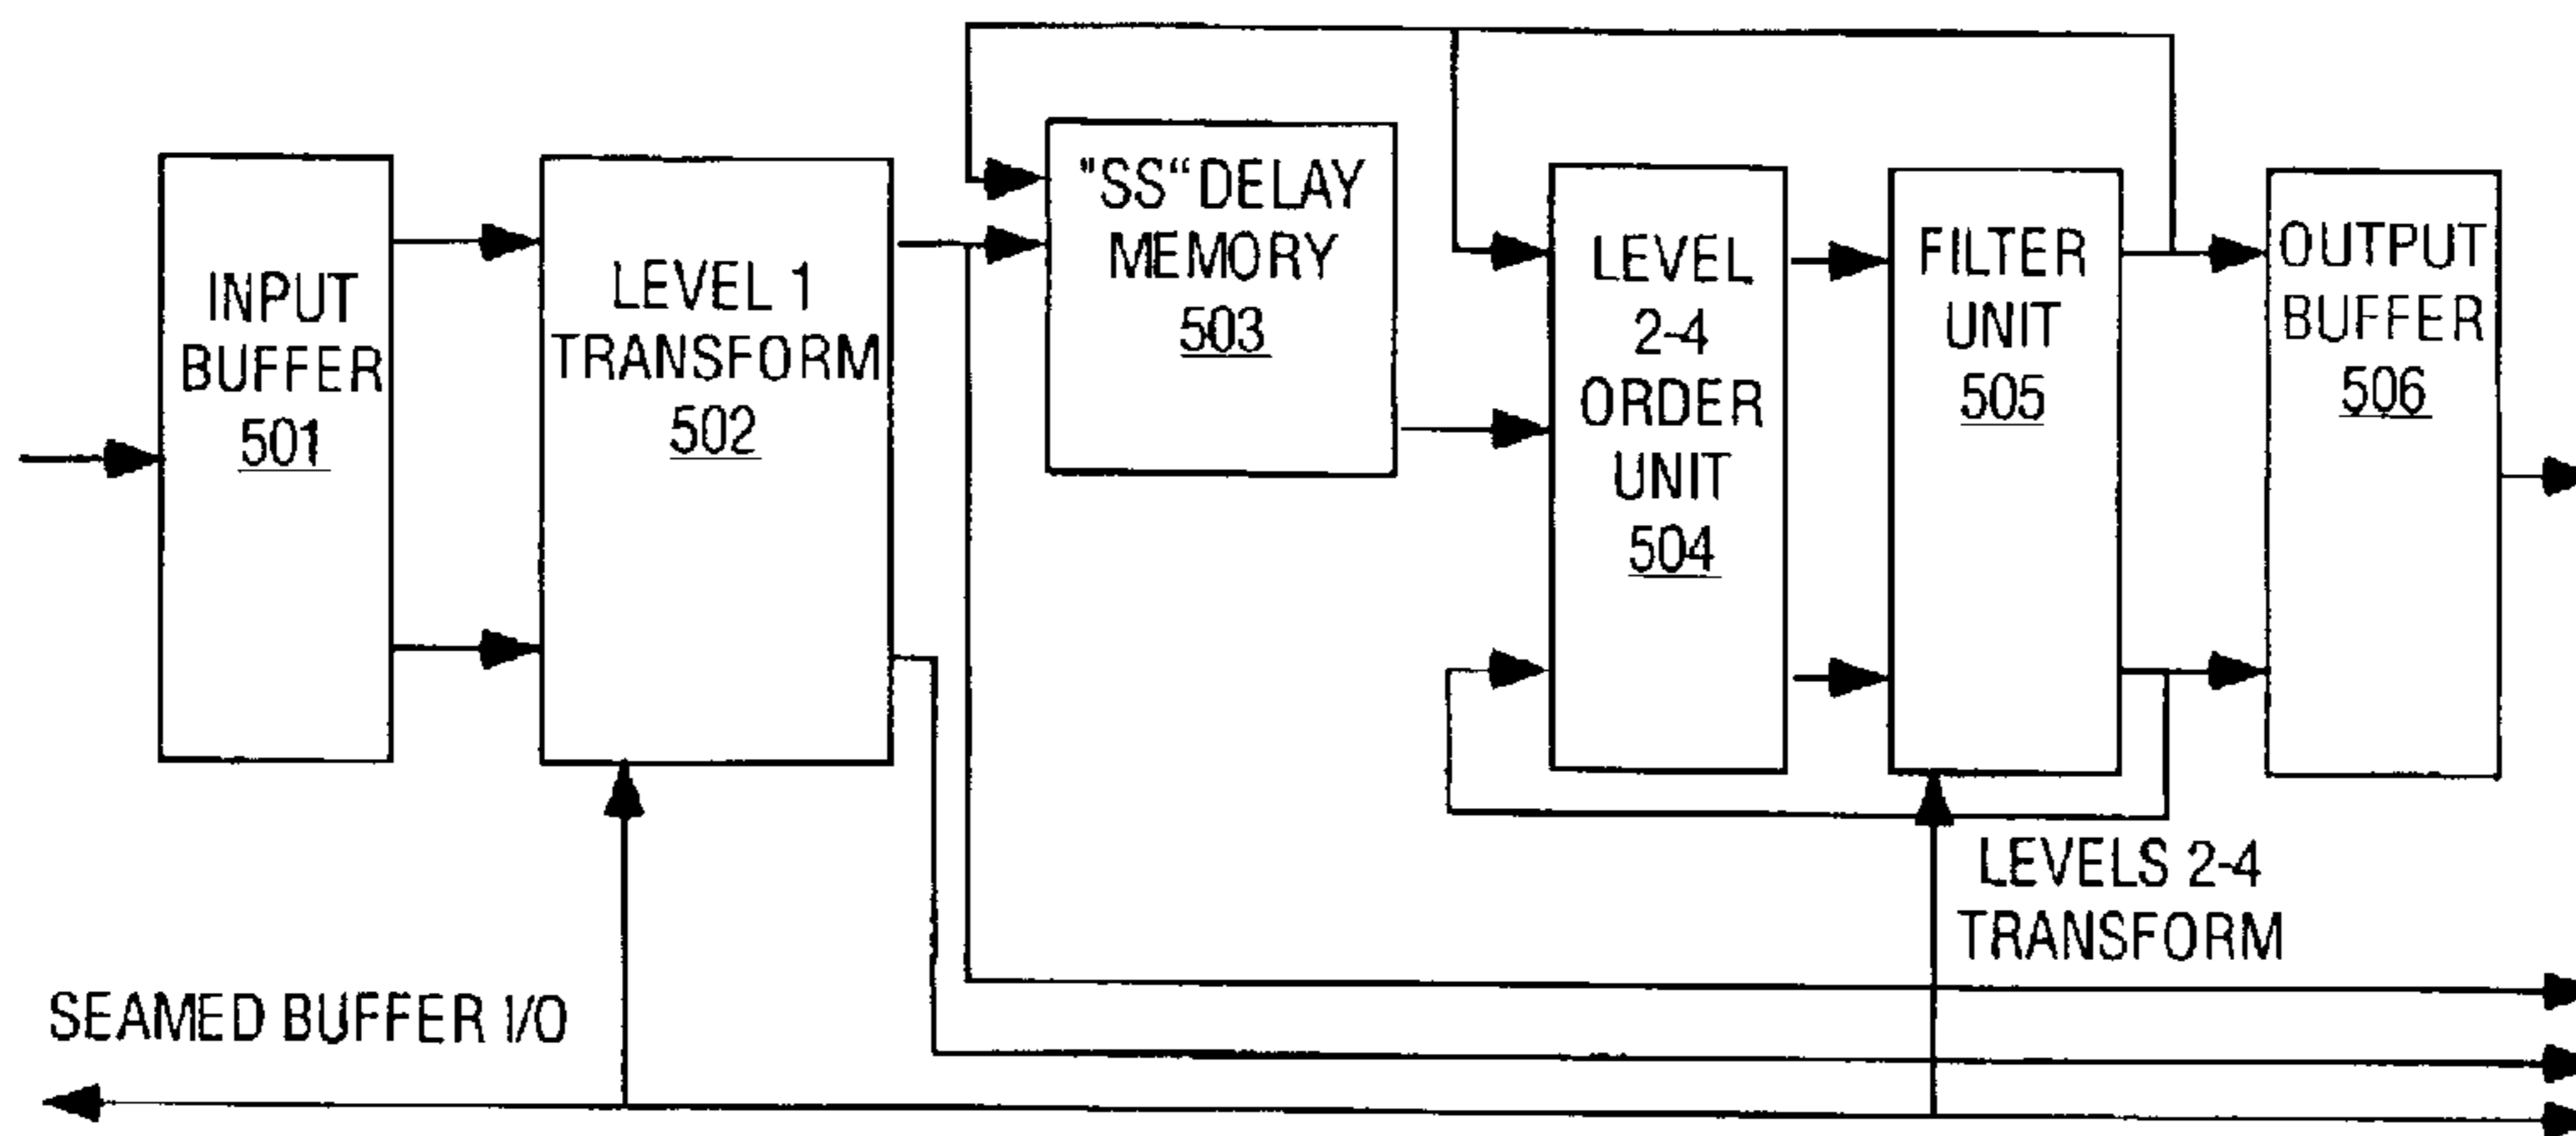 INPUT
BUFFER
501
LEVEL 1
TRANSFORM
502
"SS“ DELAY
MEMORY
503
LEVEL
2-4
ORDER
UNIT
504
FILTER
UNIT
505
OUTPUT
BUFFER
506
LEVELS 2-4
TRANSFORM
SEAMED BUFFER I/O